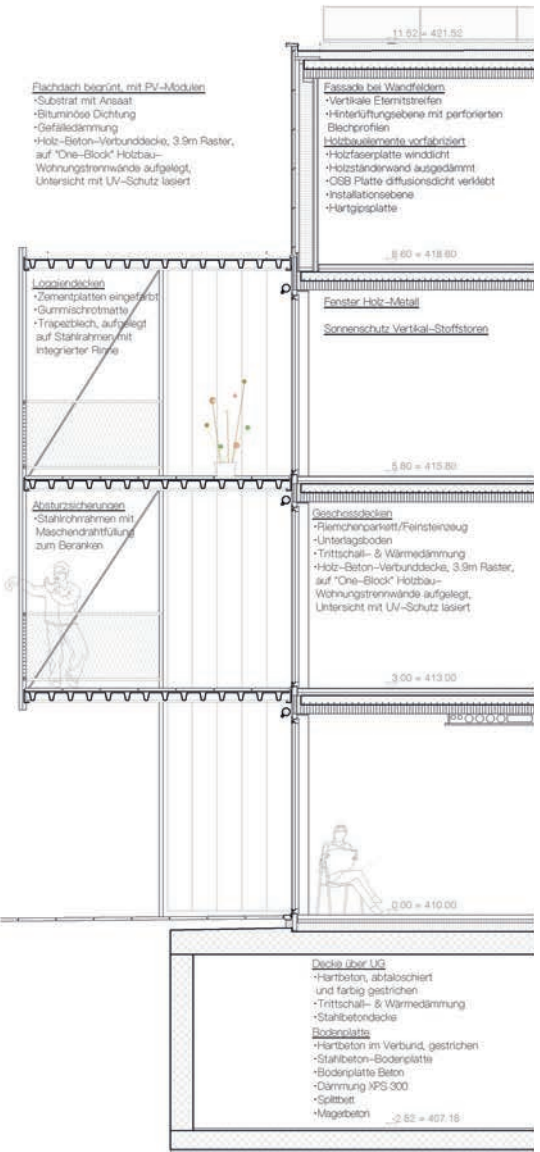 11.52 = 421.52
Flachdach begrünt, mit PV-Modulen
•Substrat mit Ansaat
•Bituminöse Dichtung
•Gefälledämmung
•Holz-Beton-Verbunddecke, 3.9m Raster,
auf "One-Block" Holzbau-
Wohnungstrennwände aufgelegt,
Untersicht mit UV-Schutz lasiert
Fassade bei Wandfeldern
•Vertikale Eternitstreifen
•Hinterlüftungsebene mit perforierten
Blechprofilen
Holzbauelemente vorfabriziert
•Holzfaserplatte winddicht
•Holzständerwand ausgedämmt
•OSB Platte diffusionsdicht verklebt
•Installationsebene
•Hartgipsplatte
8.60 = 418.60
Loggiendecken
•Zementplatten eingefärbt
•Gummischrotmatte
•Trapezblech, aufgelegt
auf Stahlrahmen mit
integrierter Rinne
Fenster Holz-Metall
Sonnenschutz Vertikal-Stoffstoren
5.80 = 415.80
Absturzsicherungen
•Stahlrohrrahmen mit
Maschendrahtfüllung
zum Beranken
Geschossdecken
•Riemchenparkett/Feinsteinzeug
•Unterlagsboden
•Trittschall- & Wärmedämmung
•Holz-Beton-Verbunddecke, 3.9m Raster,
auf "One-Block" Holzbau-
Wohnungstrennwände aufgelegt,
Untersicht mit UV-Schutz lasiert
3.00 = 413.00
0.00 = 410.00
Decke über UG
•Hartbeton, abtaloschiert
und farbig gestrichen
•Trittschall- & Wärmedämmung
•Stahlbetondecke
Bodenplatte
•Hartbeton im Verbund, gestrichen
•Stahlbeton-Bodenplatte
•Bodenplatte Beton
•Dämmung XPS 300
•Splittbett
•Magerbeton
-2.82 = 407.18